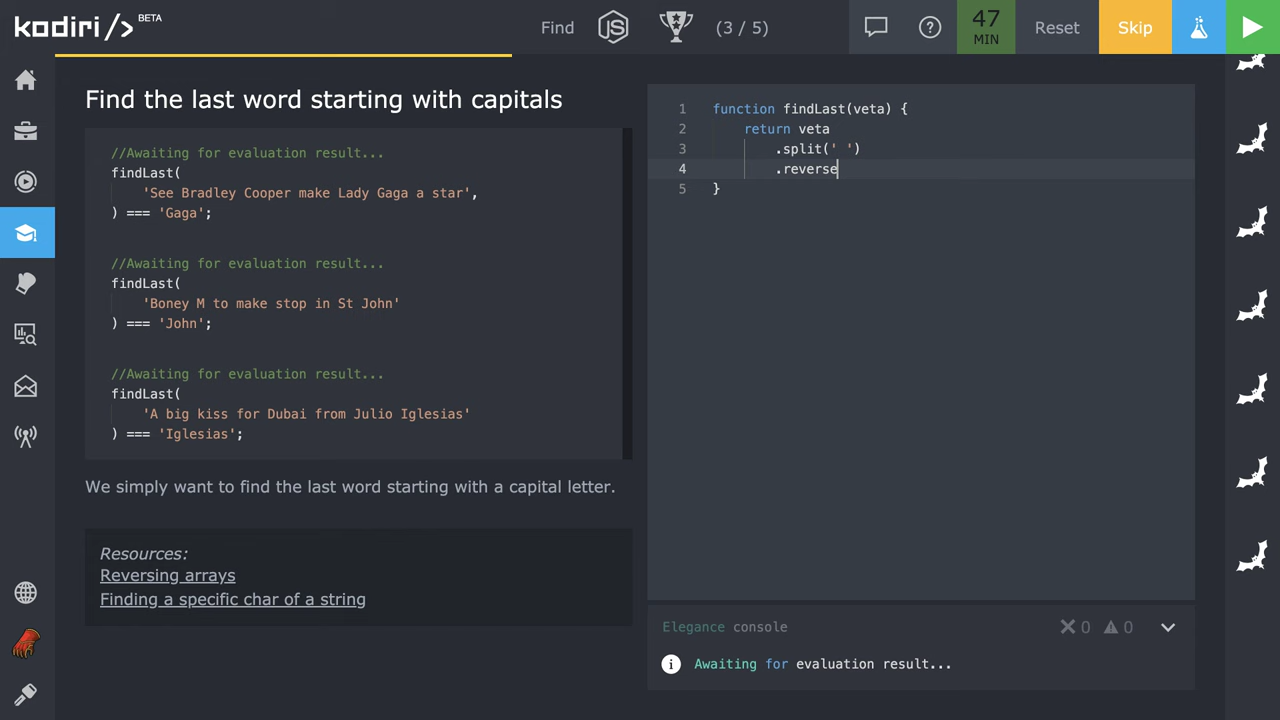 kodiri/> BETA
Find
JS
(3 / 5)
47
MIN
Reset
Skip
Find the last word starting with capitals
//Awaiting for evaluation result...
findLast(
'See Bradley Cooper make Lady Gaga a star',
) === 'Gaga';
//Awaiting for evaluation result...
findLast(
'Boney M to make stop in St John'
) === 'John';
//Awaiting for evaluation result...
findLast(
'A big kiss for Dubai from Julio Iglesias'
) === 'Iglesias';
We simply want to find the last word starting with a capital letter.
Resources:
Reversing arrays
Finding a specific char of a string
1 function findLast(veta) {
2 return veta
3 .split(' ')
4 .reverse
5 }
Elegance console
0 0
Awaiting for evaluation result...